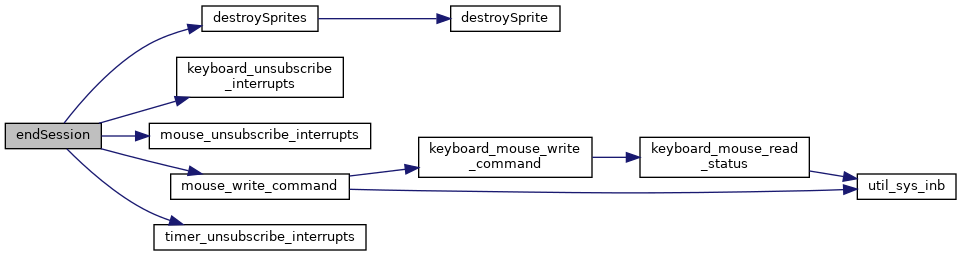 endSession
destroySprites
destroySprite
keyboard_unsubscribe
_interrupts
mouse_unsubscribe_interrupts
mouse_write_command
keyboard_mouse_write
_command
keyboard_mouse_read
_status
util_sys_inb
timer_unsubscribe_interrupts